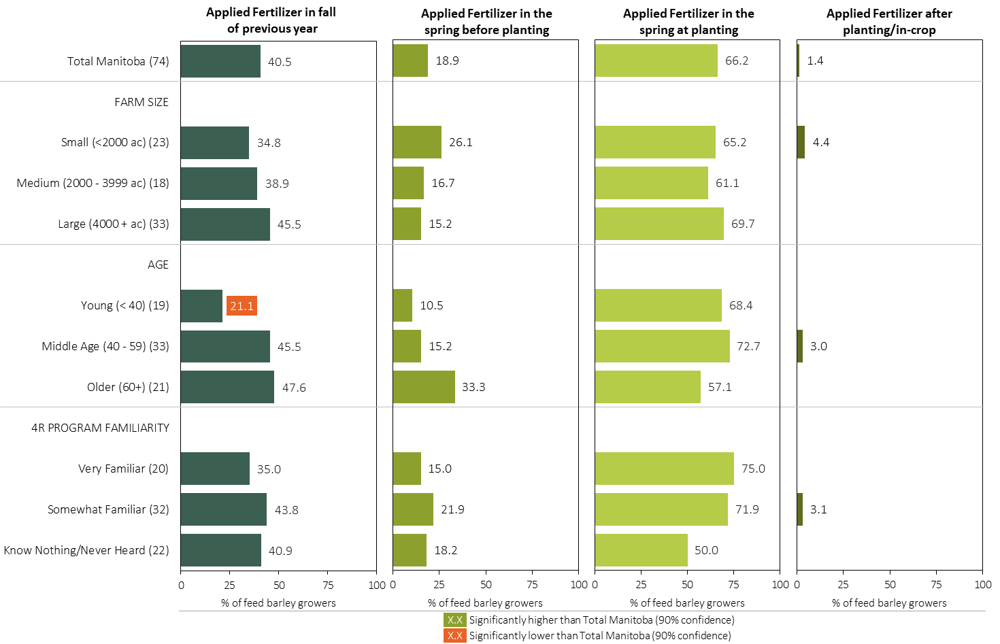 Applied Fertilizer in fall
of previous year
Applied Fertilizer in the
spring before planting
Applied Fertilizer in the
spring at planting
Applied Fertilizer after
planting/in-crop
Total Manitoba (74) 40.5 18.9 66.2 1.4
FARM SIZE
Small (<2000 ac) (23) 34.8 26.1 65.2 4.4
Medium (2000 - 3999 ac) (18) 38.9 16.7 61.1
Large (4000 + ac) (33) 45.5 15.2 69.7
AGE
Young (< 40) (19) 21.1 10.5 68.4
Middle Age (40 - 59) (33) 45.5 15.2 72.7 3.0
Older (60+) (21) 47.6 33.3 57.1
4R PROGRAM FAMILIARITY
Very Familiar (20) 35.0 15.0 75.0
Somewhat Familiar (32) 43.8 21.9 71.9 3.1
Know Nothing/Never Heard (22) 40.9 18.2 50.0
0 25 50 75 100 0 25 50 75 100 0 25 50 75 100 0 25 50 75 100
% of feed barley growers % of feed barley growers % of feed barley growers % of feed barley growers
X.X Significantly higher than Total Manitoba (90% confidence)
X.X Significantly lower than Total Manitoba (90% confidence)